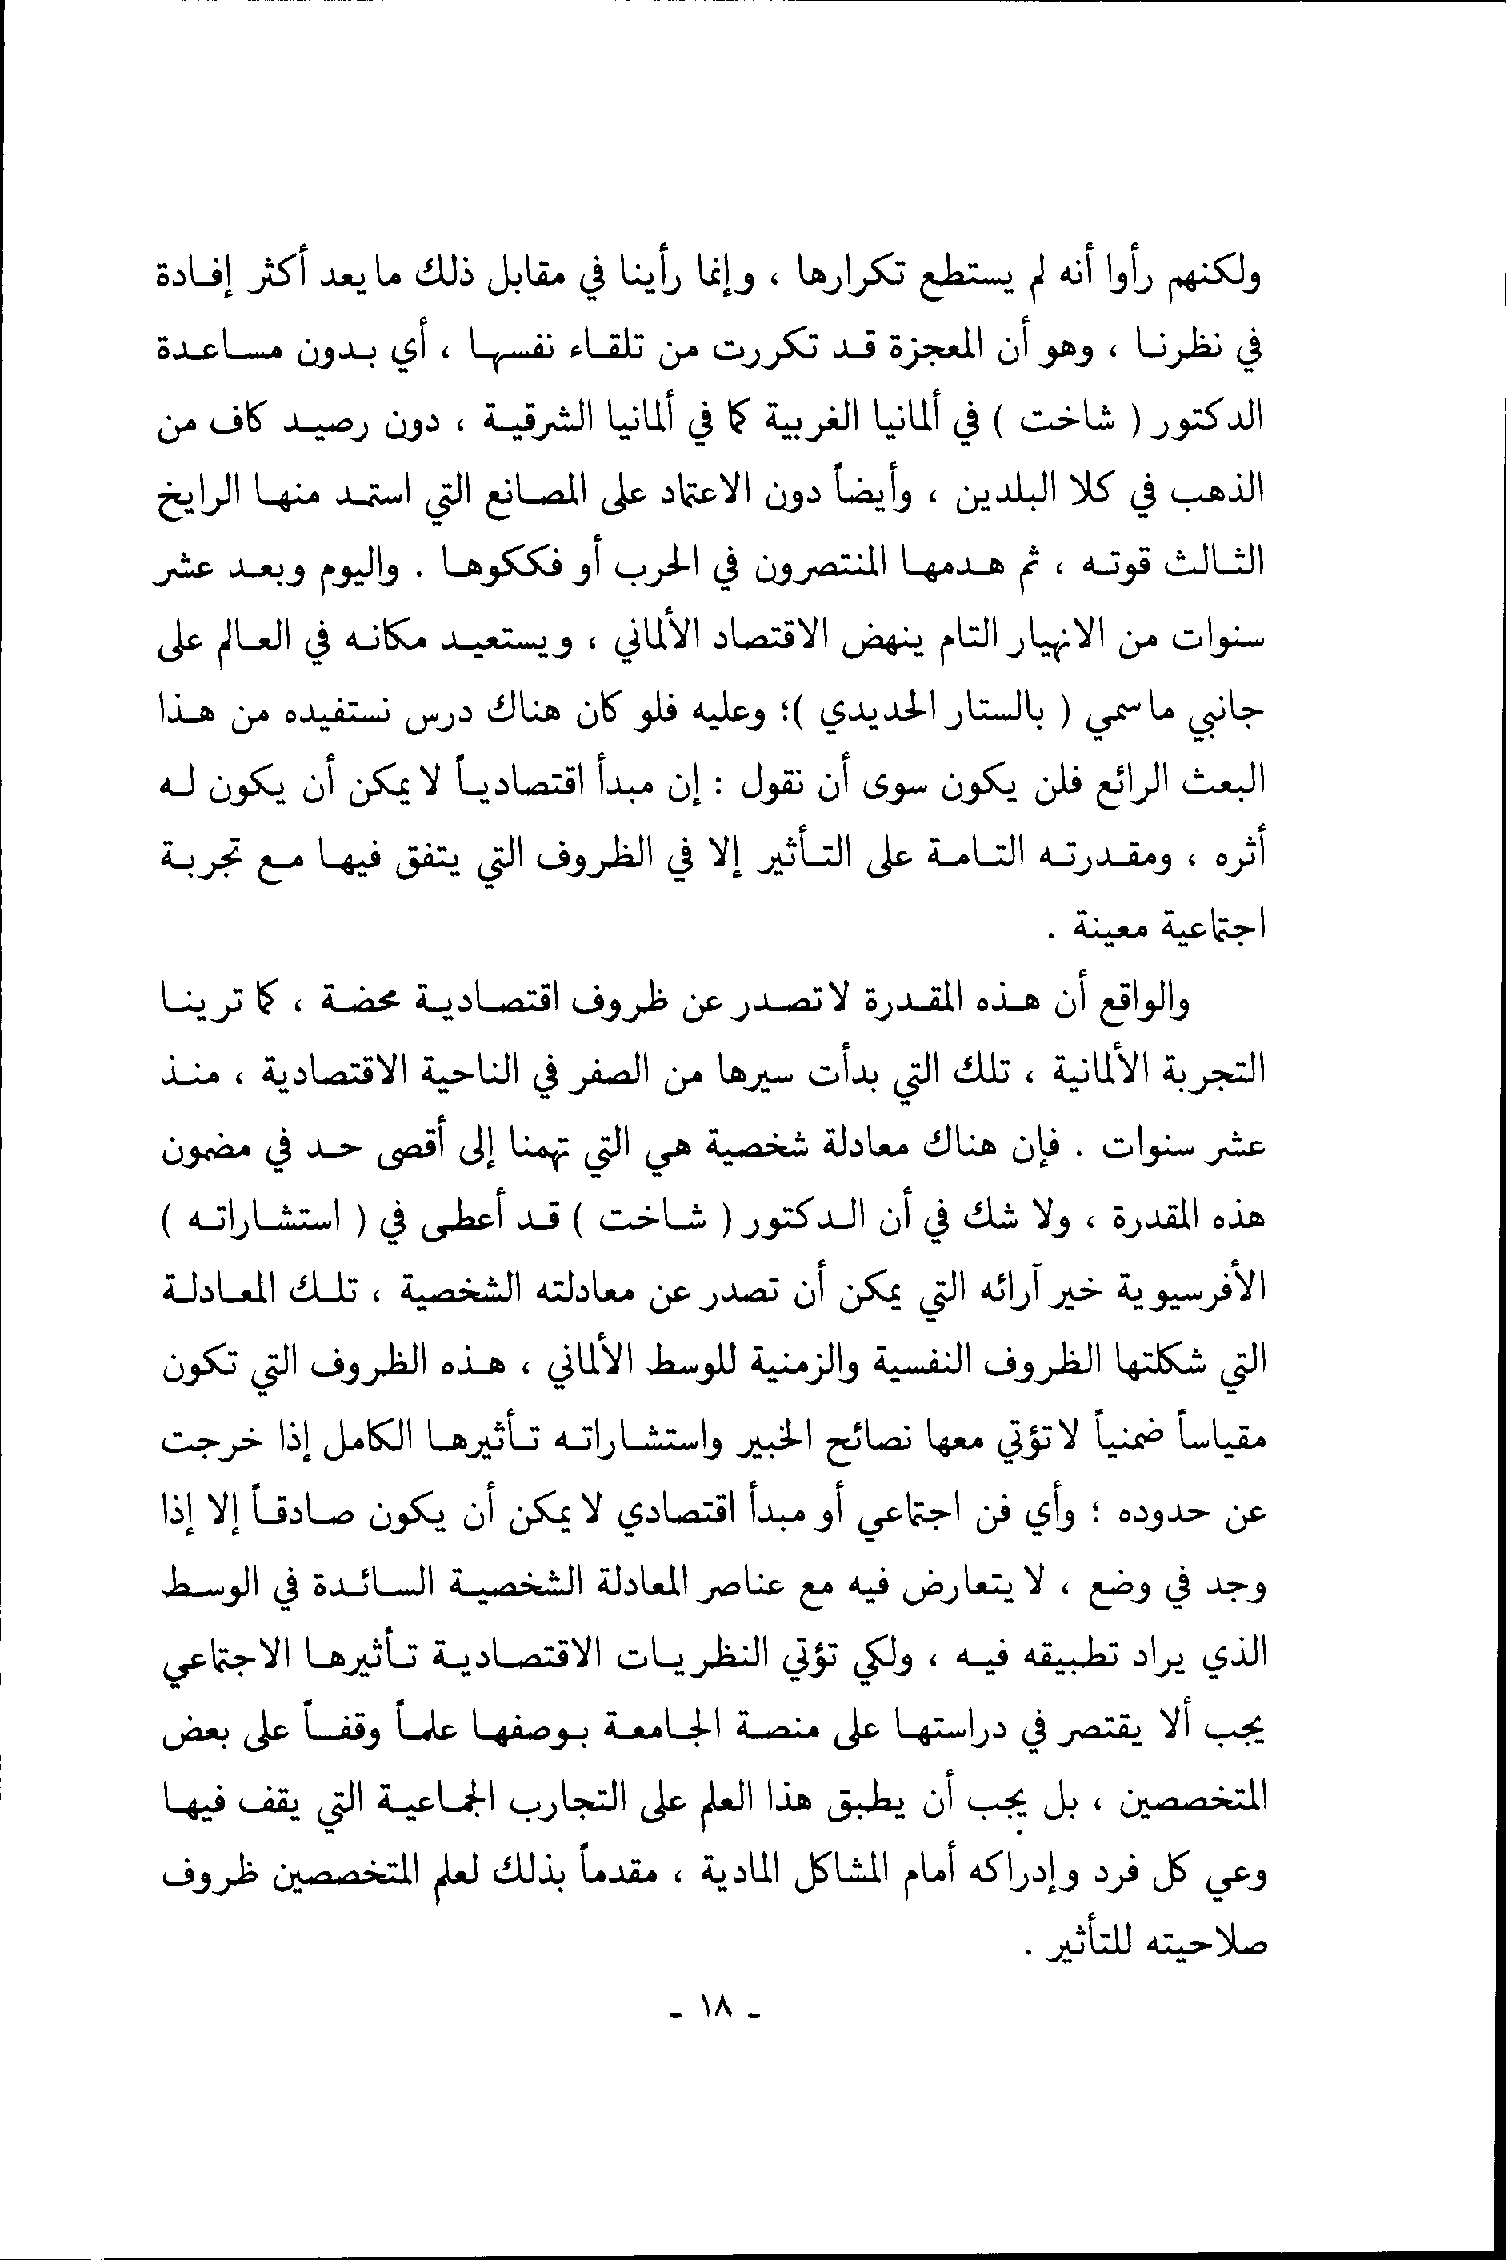 ولكنهم رأوا أنه لم يستطع تكرارها ، وإنما رأينا في مقابل ذلك ما يعد أكثر إفادة
في نظرنا ، وهو أن المعجزة قد تكررت من تلقاء نفسها ، أي بدون مساعدة
الدكتور ( شاخت ) في ألمانيا الغربية كما في ألمانيا الشرقية ، دون رصيد كاف من
الذهب في كلا البلدين ، وأيضاً دون الاعتماد على المصانع التي استمد منها الرايخ
الثالث قوته ، ثم هدمها المنتصرون في الحرب أو فككوها . واليوم وبعد عشر
سنوات من الانهيار التام ينهض الاقتصاد الألماني ، ويستعيد مكانه في العالم على
جانبي ما سمي ( بالستار الحديدي )؛ وعليه فلو كان هناك درس نستفيده من هذا
البعث الرائع فلن يكون سوى أن نقول : إن مبدأ اقتصادياً لا يمكن أن يكون له
أثره ، ومقدرته التامة على التأثير إلا في الظروف التي يتفق فيها مع تجربة
اجتماعية معينة .
والواقع أن هذه المقدرة لا تصدر عن ظروف اقتصادية محضة ، كما ترينا
التجربة الألمانية ، تلك التي بدأت سيرها من الصفر في الناحية الاقتصادية ، منذ
عشر سنوات . فإن هناك معادلة شخصية هي التي تهمنا إلى أقصى حد في مضمون
هذه المقدرة ، ولا شك في أن الدكتور ( شاخت ) قد أعطى في ( استشاراته )
الأفرسيوية خير آرائه التي يمكن أن تصدر عن معادلته الشخصية ، تلك المعادلة
التي شكلتها الظروف النفسية والزمنية للوسط الألماني ، هذه الظروف التي تكون
مقياساً ضمنياً لا تؤتي معها نصائح الخبير واستشاراته تأثيرها الكامل إذا خرجت
عن حدوده ؛ وأي فن اجتماعي أو مبدأ اقتصادي لا يمكن أن يكون صادقاً إلا إذا
وجد في وضع ، لا يتعارض فيه مع عناصر المعادلة الشخصية السائدة في الوسط
الذي يراد تطبيقه فيه ، ولكي تؤتي النظريات الاقتصادية تأثيرها الاجتماعي
يجب ألا يقتصر في دراستها على منصة الجامعة بوصفها علماً وقفاً على بعض
المتخصصين ، بل يجب أن يطبق هذا العلم على التجارب الجماعية التي يقف فيها
وعي كل فرد وإدراكه أمام المشاكل المادية ، مقدماً بذلك لعلم المتخصصين ظروف
صلاحيته للتأثير .
- ١٨ -